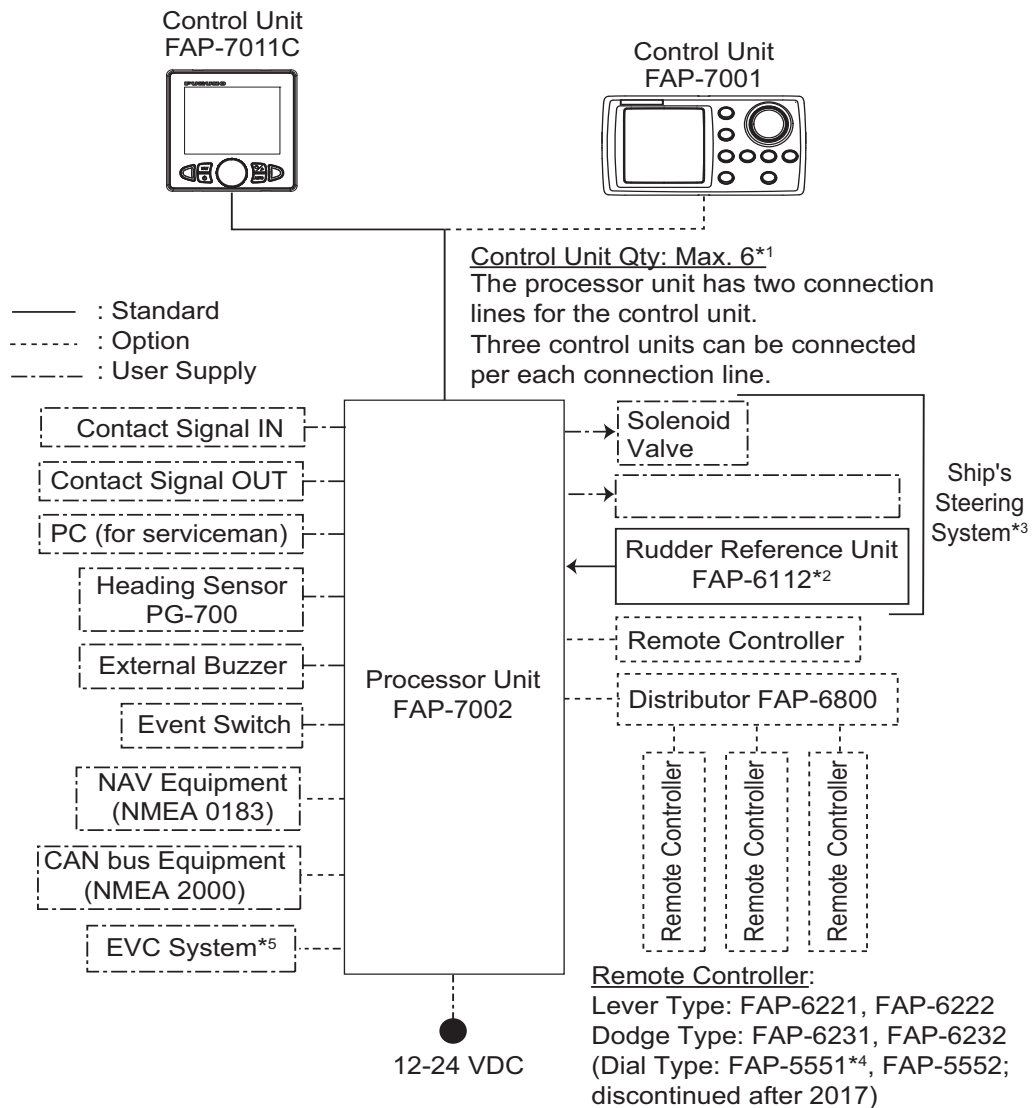 Control Unit
FAP-7011C
FURUNO
Control Unit
FAP-7001
Control Unit Qty: Max. 6*1
The processor unit has two connection
lines for the control unit.
Three control units can be connected
per each connection line.
: Standard
: Option
: User Supply
Contact Signal IN
Contact Signal OUT
PC (for serviceman)
Heading Sensor
PG-700
External Buzzer
Event Switch
NAV Equipment
(NMEA 0183)
CAN bus Equipment
(NMEA 2000)
EVC System*5
Processor Unit
FAP-7002
12-24 VDC
Solenoid
Valve
Rudder Reference Unit
FAP-6112*2
Ship's
Steering
System*3
Remote Controller
Distributor FAP-6800
Remote Controller
Remote Controller
Remote Controller
Remote Controller:
Lever Type: FAP-6221, FAP-6222
Dodge Type: FAP-6231, FAP-6232
(Dial Type: FAP-5551*4, FAP-5552;
discontinued after 2017)